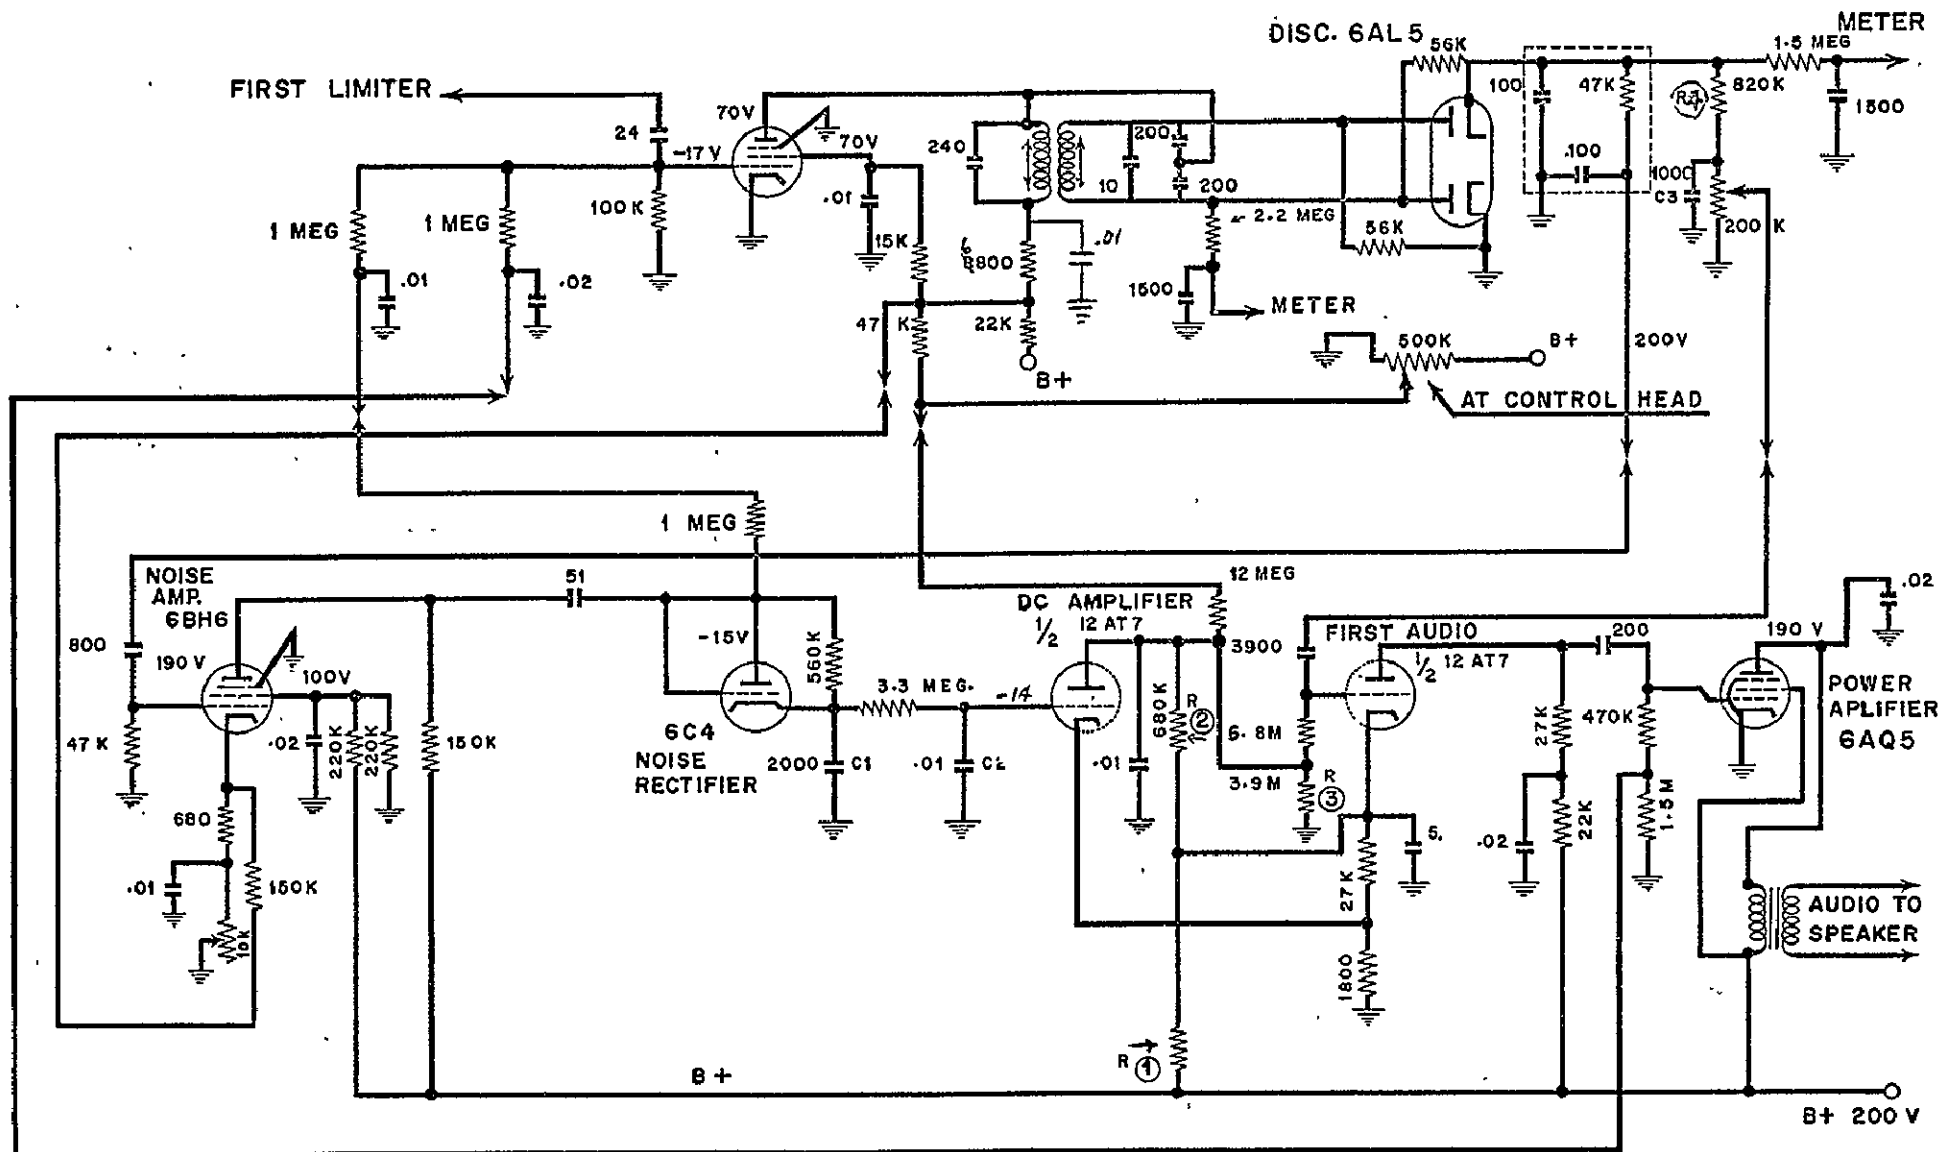 METER
DISC. 6AL5
56K
1.5 MEG
FIRST LIMITER
70V
100
47K
820K
1500
24
-17V
70V
240
200
10
200
.100
C3
200 K
.01
100K
1 MEG
1 MEG
2.2 MEG
56K
15K
6
.01
800
.01
.02
1500
METER
47 K
22K
500K
B+
200V
B+
AT CONTROL HEAD
1 MEG
12 MEG
NOISE
AMP.
6BH6
51
DC AMPLIFIER
1/2 12 AT7
.02
190 V
800
190 V
-15V
3900
FIRST AUDIO
1/2 12 AT7
200
100V
560K
3.3 MEG.
-14
680K
R
2
POWER
APLIFIER
6AQ5
47 K
.02
220K
220K
150K
6C4
NOISE
RECTIFIER
2000 C1
.01
C2
.01
6.8M
3.9M
R
3
27K
470K
680
.01
150K
10K
27K
5.
.02
22K
1.5M
AUDIO TO
SPEAKER
1800
R 1
B+
B+ 200 V